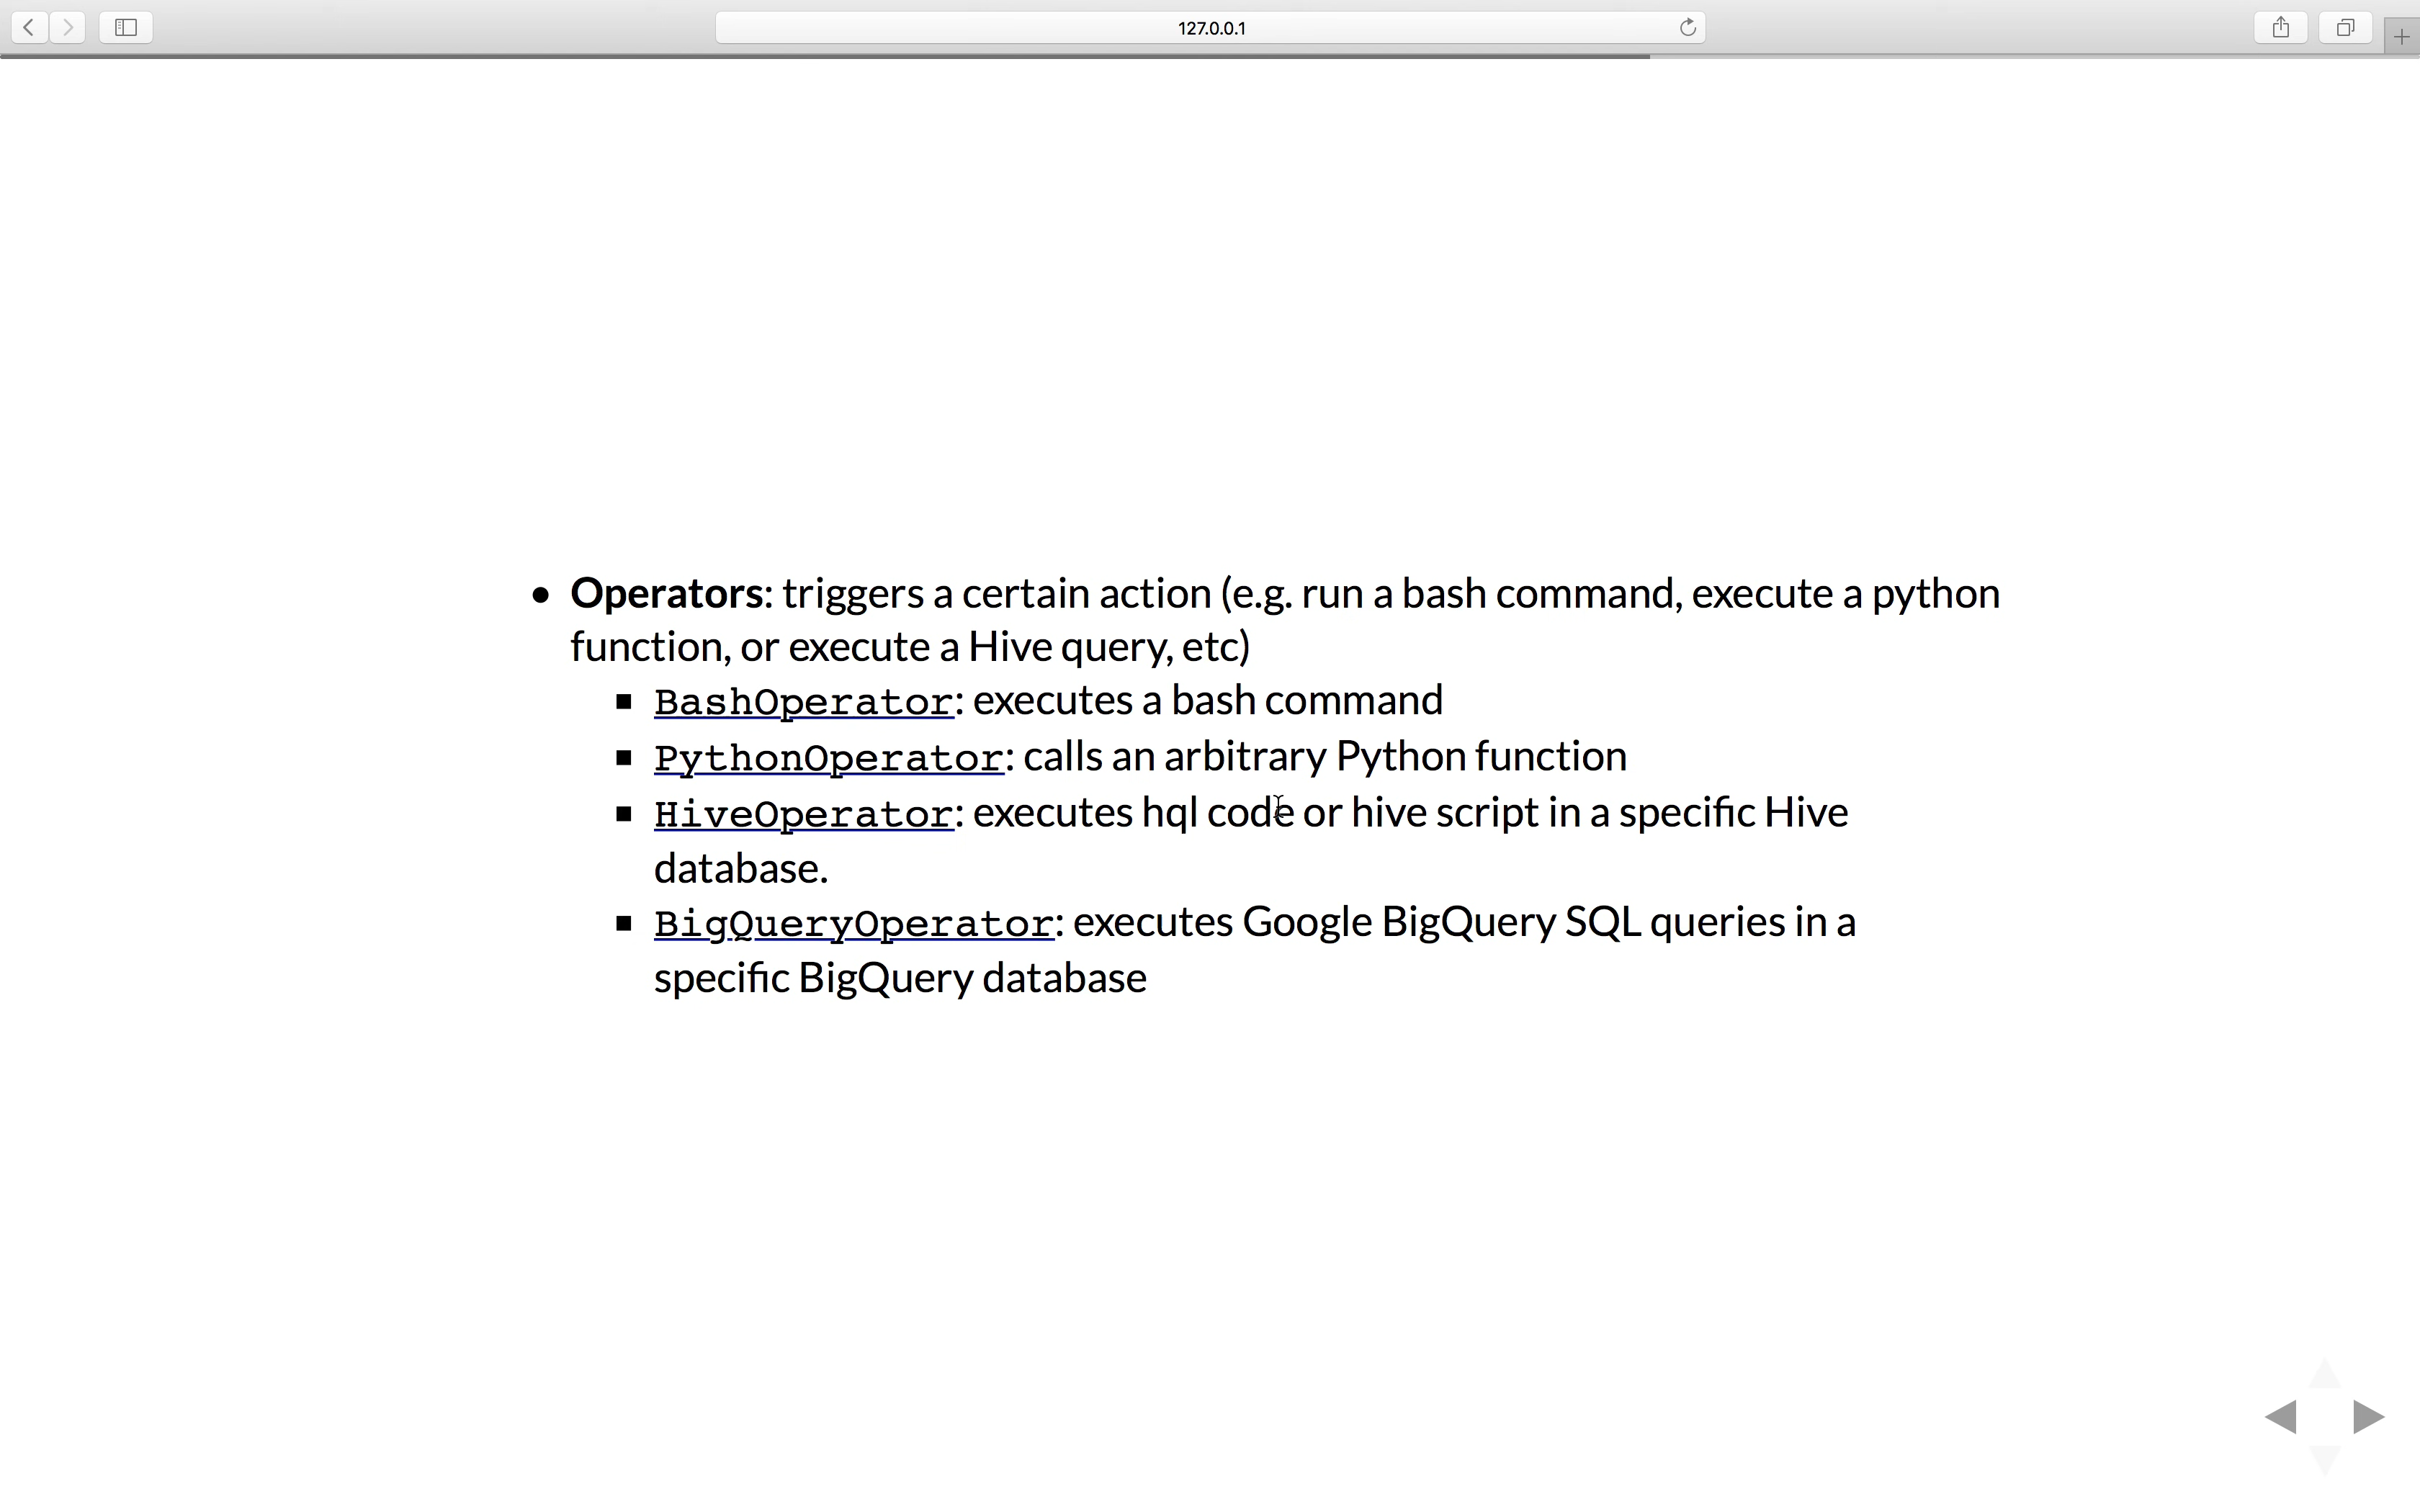 127.0.0.1
• Operators: triggers a certain action (e.g. run a bash command, execute a python
function, or execute a Hive query, etc)
▪ BashOperator: executes a bash command
▪ PythonOperator: calls an arbitrary Python function
▪ HiveOperator: executes hql code or hive script in a specific Hive
database.
▪ BigQueryOperator: executes Google BigQuery SQL queries in a
specific BigQuery database